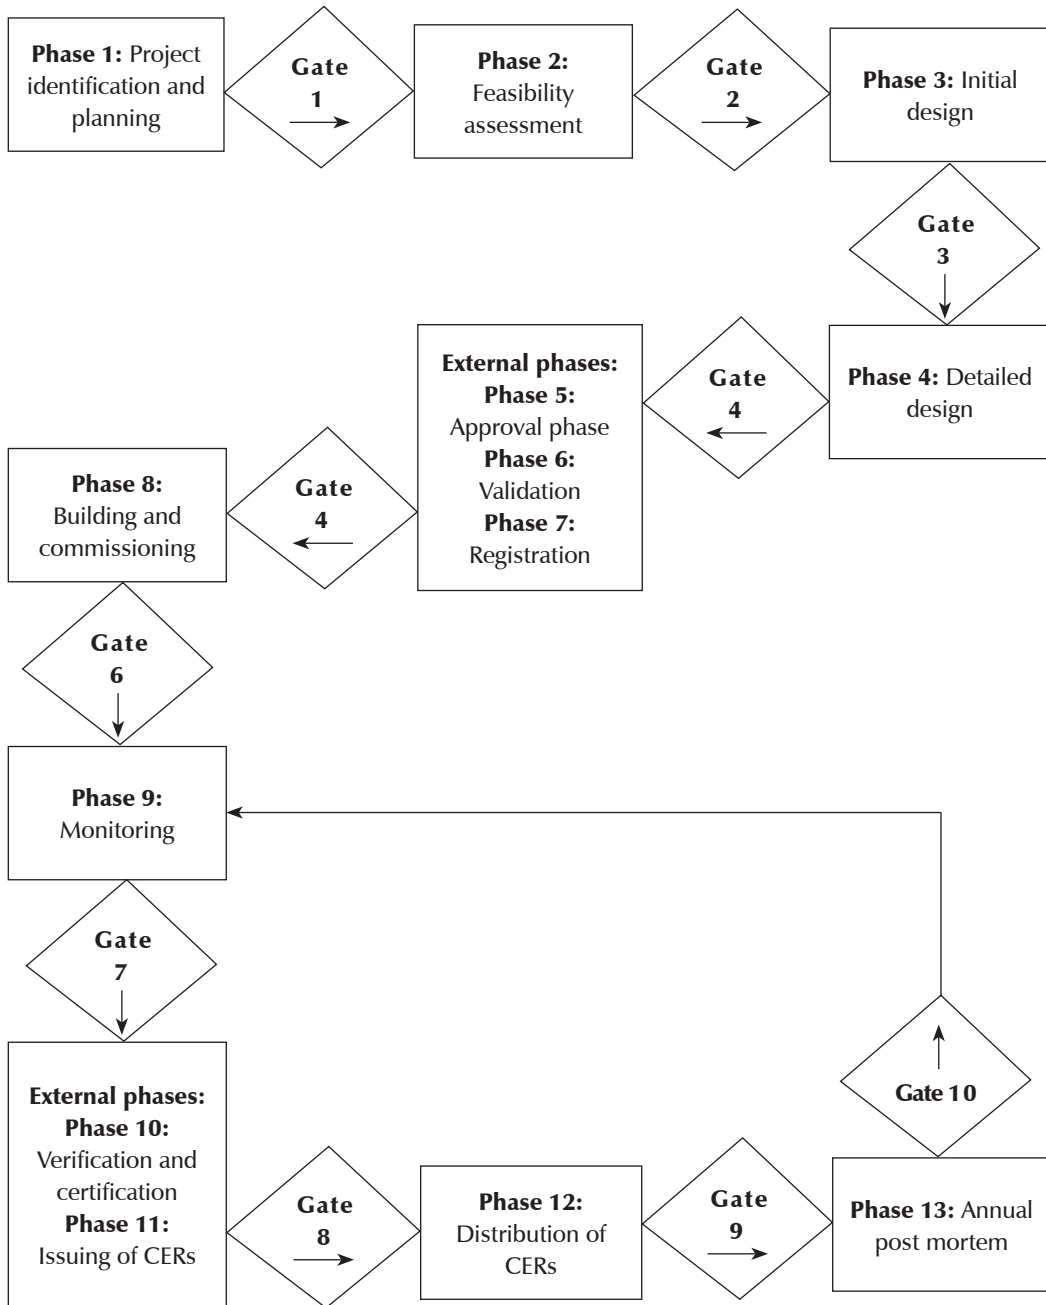 Phase 1: Project
identification and
planning
Gate
1
Phase 2:
Feasibility
assessment
Gate
2
Phase 3: Initial
design
Gate
3
Phase 4: Detailed
design
Gate
4
External phases:
Phase 5:
Approval phase
Phase 6:
Validation
Phase 7:
Registration
Gate
4
Phase 8:
Building and
commissioning
Gate
6
Phase 9:
Monitoring
Gate
7
External phases:
Phase 10:
Verification and
certification
Phase 11:
Issuing of CERs
Gate
8
Phase 12:
Distribution of
CERs
Gate
9
Phase 13: Annual
post mortem
Gate 10